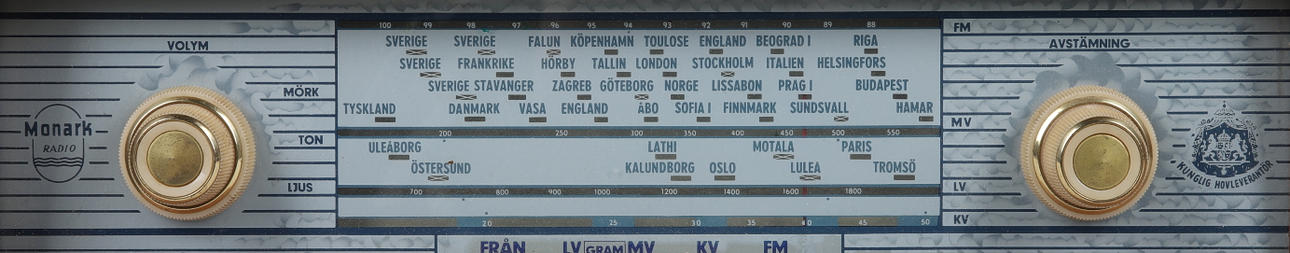 100 99 98 97 96 95 94 93 92 91 90 89 88 FM
VOLYM SVERIGE SVERIGE FALUN KÖPENHAMN TOULOSE ENGLAND BEOGRAD I RIGA AVSTÄMNING
SVERIGE FRANKRIKE HÖRBY TALLIN LONDON STOCKHOLM ITALIEN HELSINGFORS
MÖRK SVERIGE STAVANGER ZAGREB GÖTEBORG NORGE LISSABON PRAG I BUDAPEST
TYSKLAND DANMARK VASA ENGLAND ÅBO SOFIA I FINNMARK SUNDSVALL HAMAR
Monark
RADIO
MV
TON 200 250 300 350 400 450 500 550
ULEÅBORG LATHI MOTALA PARIS
ÖSTERSUND KALUNDBORG OSLO LULEA TROMSÖ
KUNGLIG HOVLEVERANTÖR
LJUS 700 800 900 1000 1200 1400 1600 1800 LV
20 25 30 35 40 45 50 KV
FRÅN LV GRAM MV KV FM